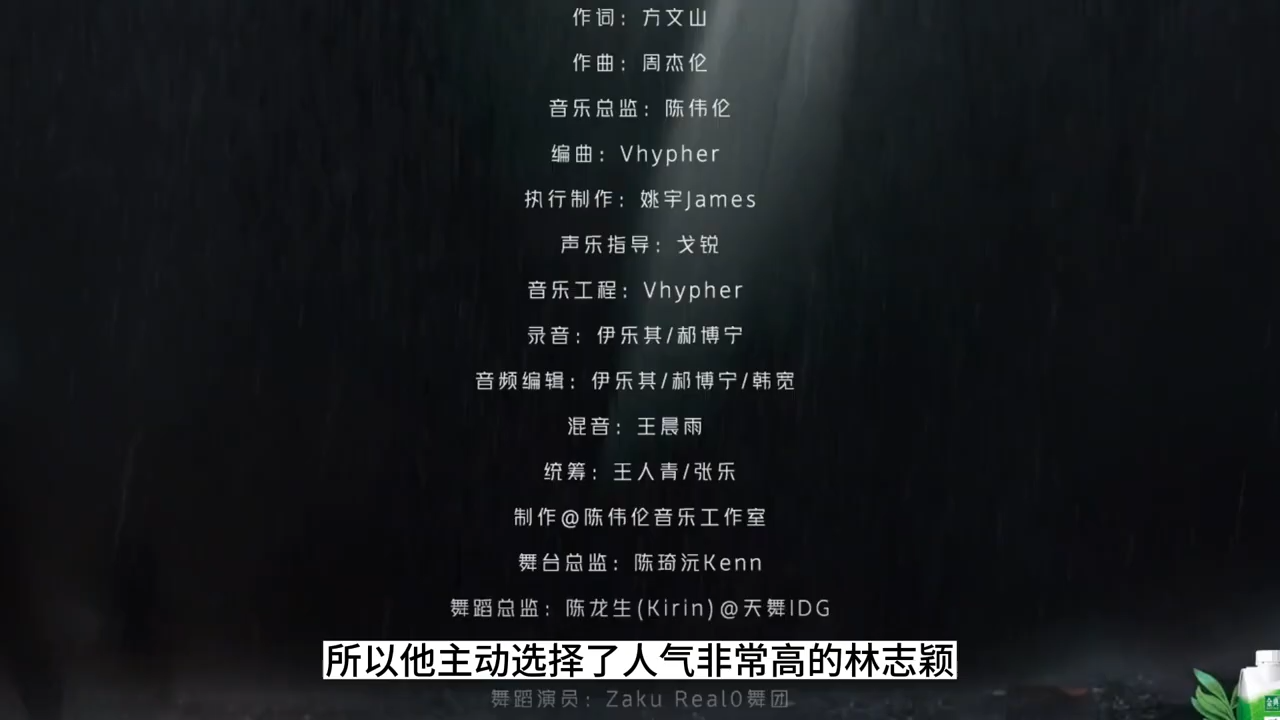 作词：方文山
作曲：周杰伦
音乐总监：陈伟伦
编曲：Vhypher
执行制作：姚宇James
声乐指导：戈锐
音乐工程：Vhypher
录音：伊乐其/郝博宁
音频编辑：伊乐其/郝博宁/韩宽
混音：王晨雨
统筹：王人青/张乐
制作@陈伟伦音乐工作室
舞台总监：陈琦沅Kenn
舞蹈总监：陈龙生(Kirin)@天舞IDG
所以他主动选择了人气非常高的林志颖
舞蹈演员：Zaku Real0舞团